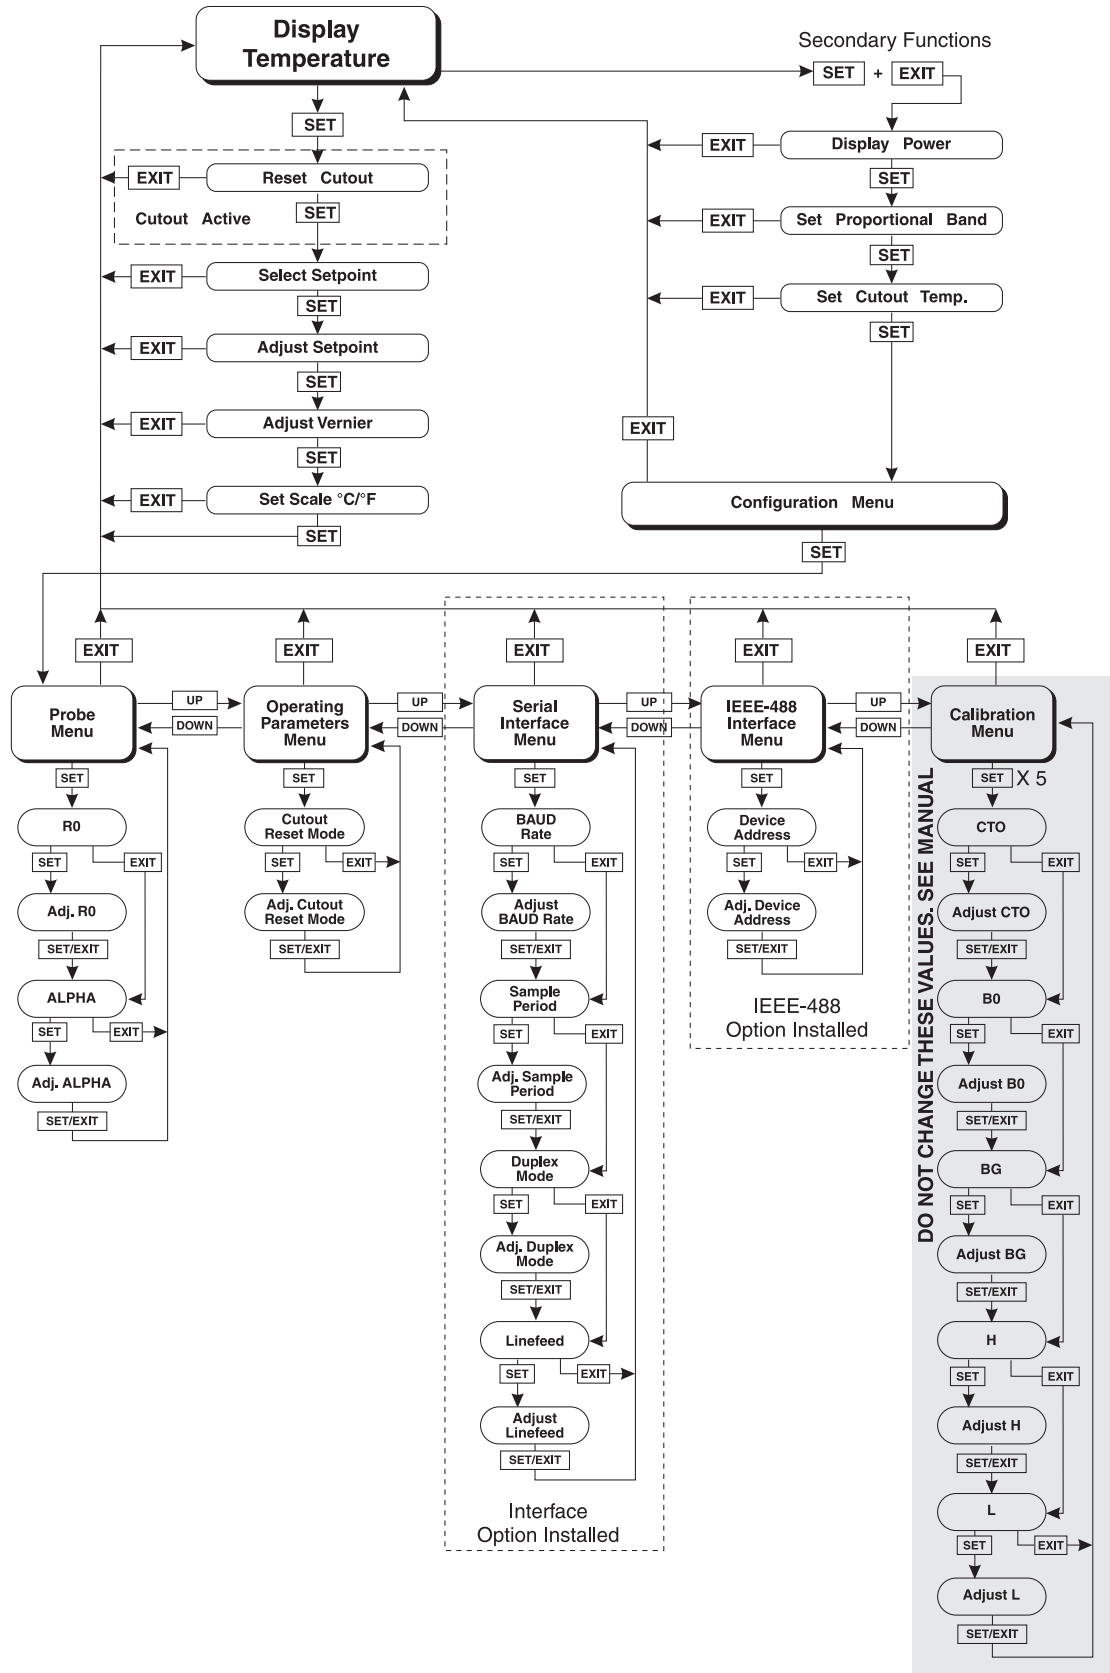 Display
Temperature
Secondary Functions
SET + EXIT
SET
EXIT
Reset Cutout
Cutout Active
SET
EXIT
Select Setpoint
SET
EXIT
Adjust Setpoint
SET
EXIT
Adjust Vernier
SET
EXIT
Set Scale °C/°F
SET
EXIT
Display Power
SET
EXIT
Set Proportional Band
SET
EXIT
Set Cutout Temp.
SET
EXIT
Configuration Menu
SET
EXIT
EXIT
EXIT
EXIT
EXIT
Probe
Menu
UP
DOWN
Operating
Parameters
Menu
UP
DOWN
Serial
Interface
Menu
UP
DOWN
IEEE-488
Interface
Menu
UP
DOWN
Calibration
Menu
SET
R0
SET
EXIT
Adj. R0
SET/EXIT
ALPHA
SET
EXIT
Adj. ALPHA
SET/EXIT
SET
Cutout
Reset Mode
SET
EXIT
Adj. Cutout
Reset Mode
SET/EXIT
SET
BAUD
Rate
SET
EXIT
Adjust
BAUD Rate
SET/EXIT
Sample
Period
SET
EXIT
Adj. Sample
Period
SET/EXIT
Duplex
Mode
SET
EXIT
Adj. Duplex
Mode
SET/EXIT
Linefeed
SET
EXIT
Adjust
Linefeed
SET/EXIT
Interface
Option Installed
SET
Device
Address
SET
EXIT
Adj. Device
Address
SET/EXIT
IEEE-488
Option Installed
DO NOT CHANGE THESE VALUES. SEE MANUAL
SET X 5
CTO
SET
EXIT
Adjust CTO
SET/EXIT
B0
SET
EXIT
Adjust B0
SET/EXIT
BG
SET
EXIT
Adjust BG
SET/EXIT
H
SET
EXIT
Adjust H
SET/EXIT
L
SET
EXIT
Adjust L
SET/EXIT